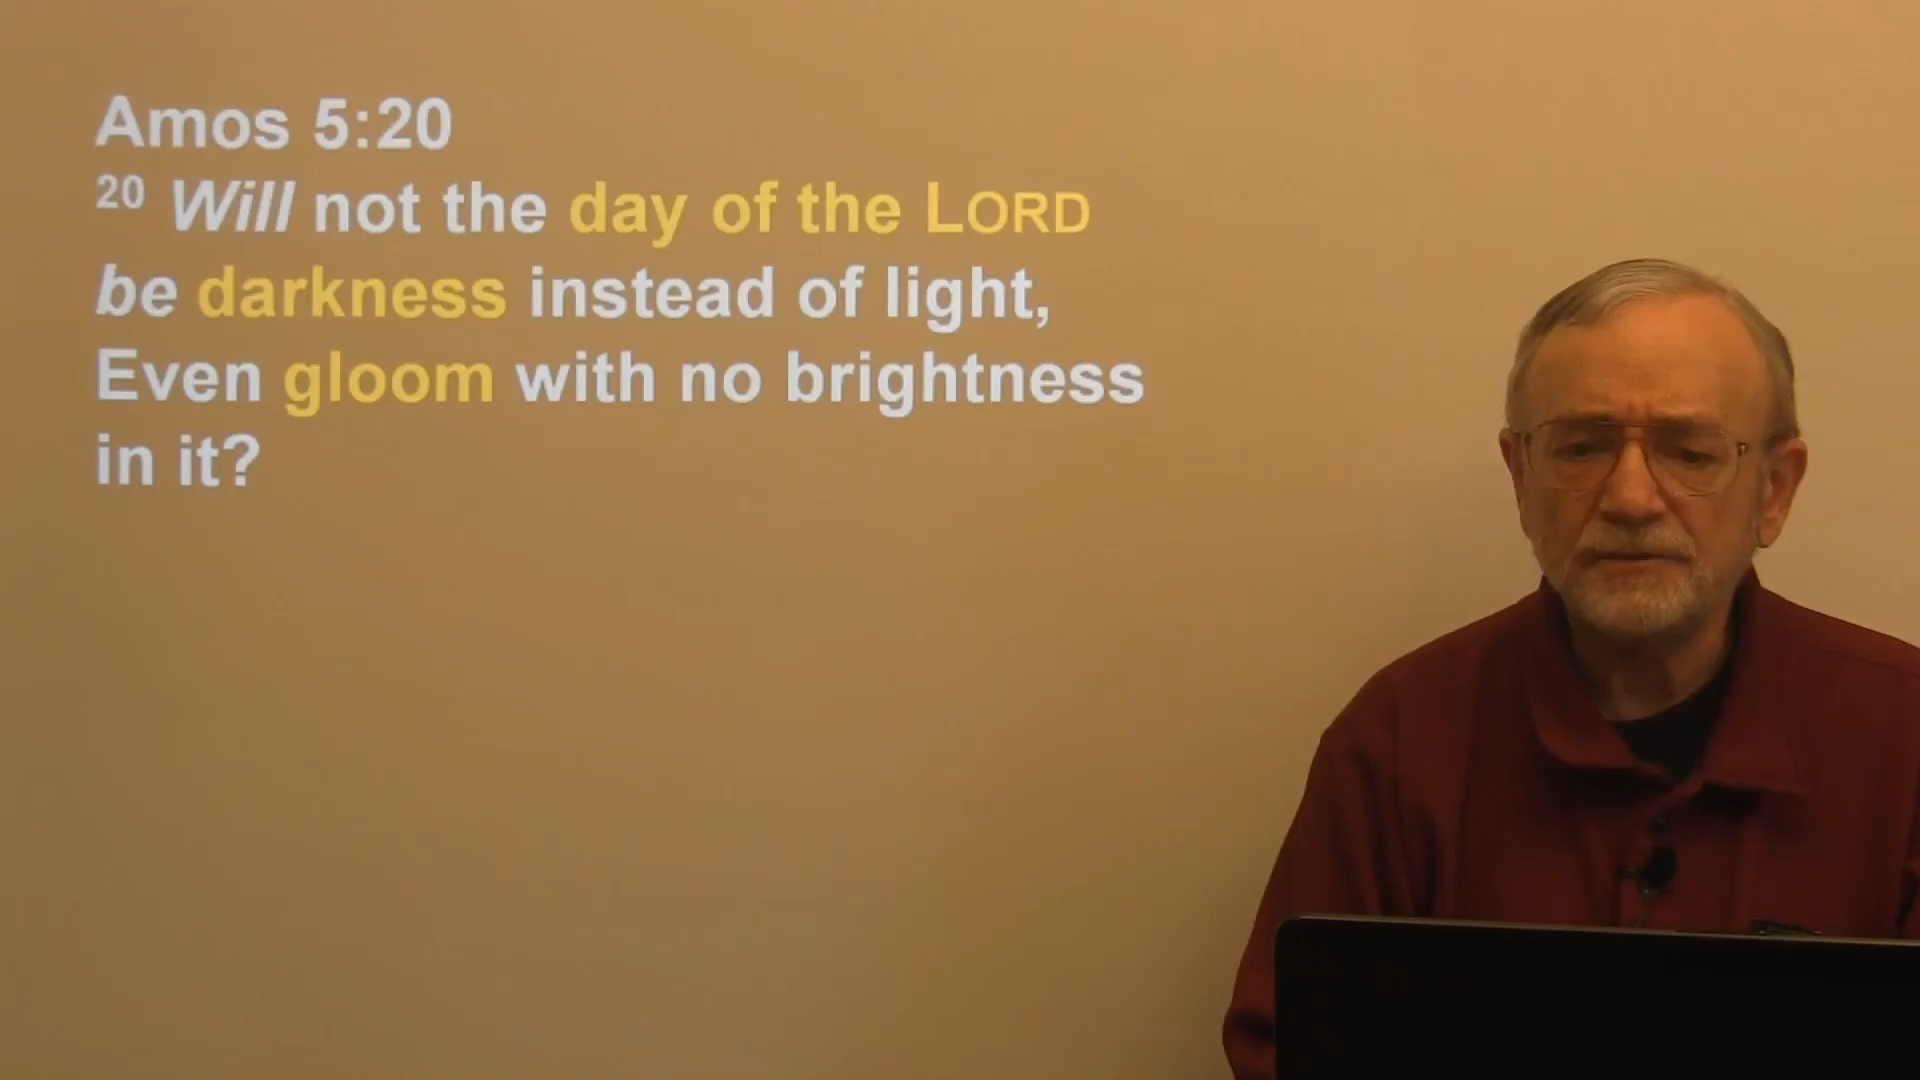 Amos 5:20
20 Will not the day of the LORD
be darkness instead of light,
Even gloom with no brightness
in it?